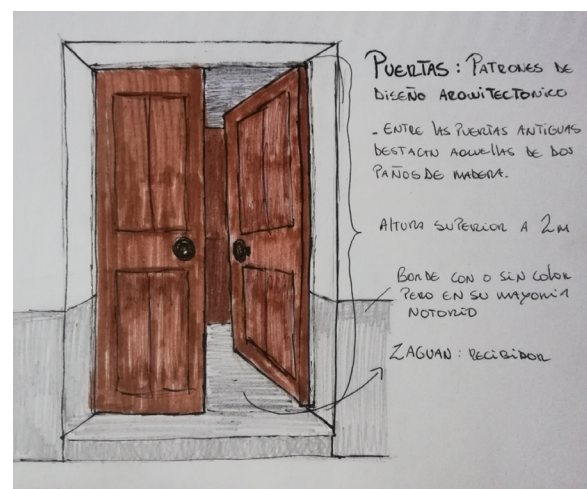 PUERTAS: PATRONES DE
DISEÑO ARQUITECTONICO
- ENTRE LAS PUERTAS ANTIGUAS
DESTACAN AQUELLAS DE DOS
PAÑOS DE MADERA.
ALTURA SUPERIOR A 2M
BORDE CON O SIN COLOR
PERO EN SU MAYORIA
NOTORIO
ZAGUAN: RECIBIDOR